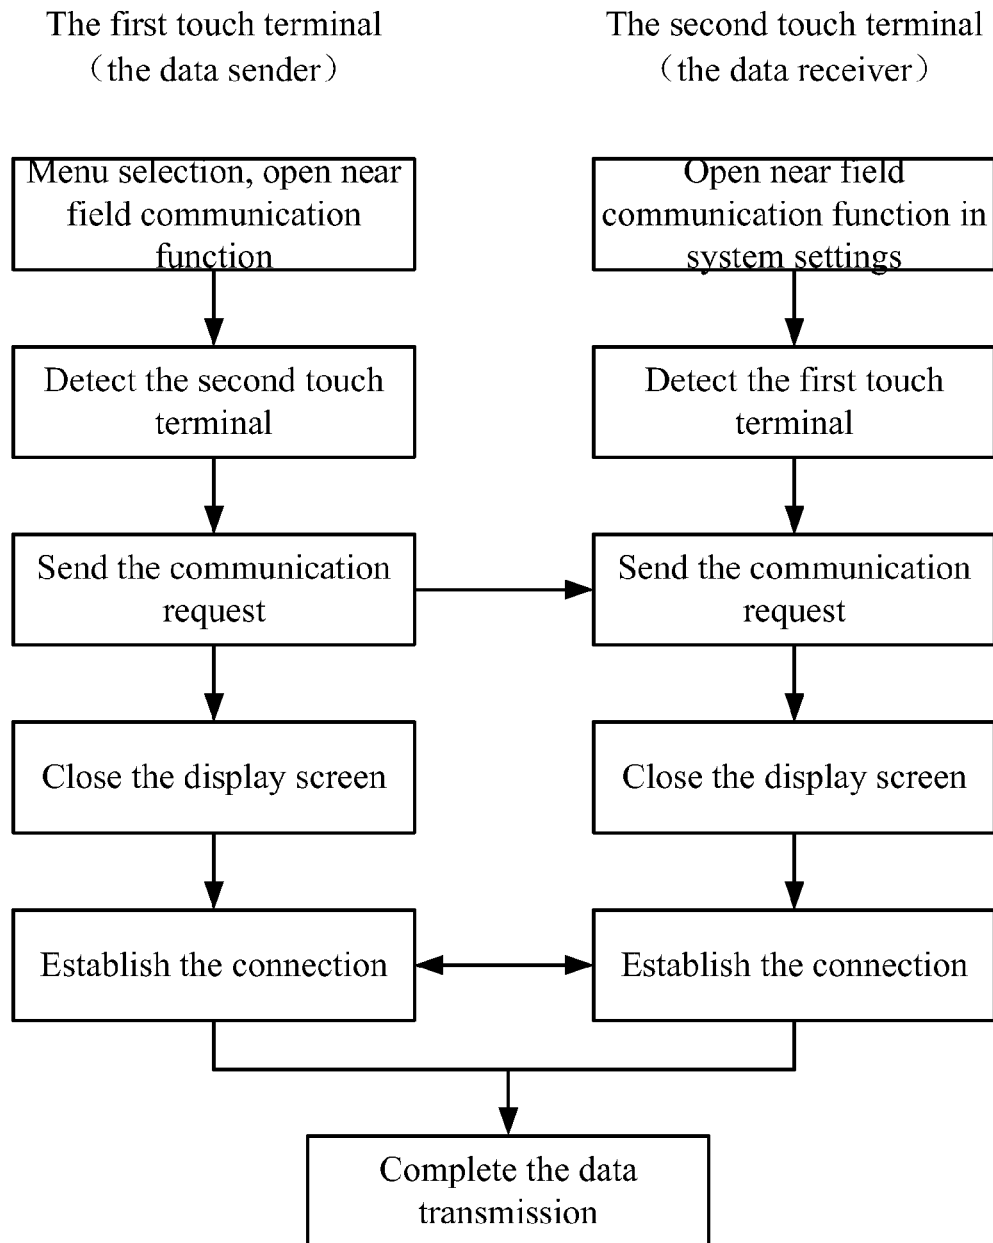 The first touch terminal
（the data sender）
The second touch terminal
（the data receiver）
Menu selection, open near
field communication
function
Open near field
communication function in
system settings
Detect the second touch
terminal
Detect the first touch
terminal
Send the communication
request
Send the communication
request
Close the display screen
Close the display screen
Establish the connection
Establish the connection
Complete the data
transmission